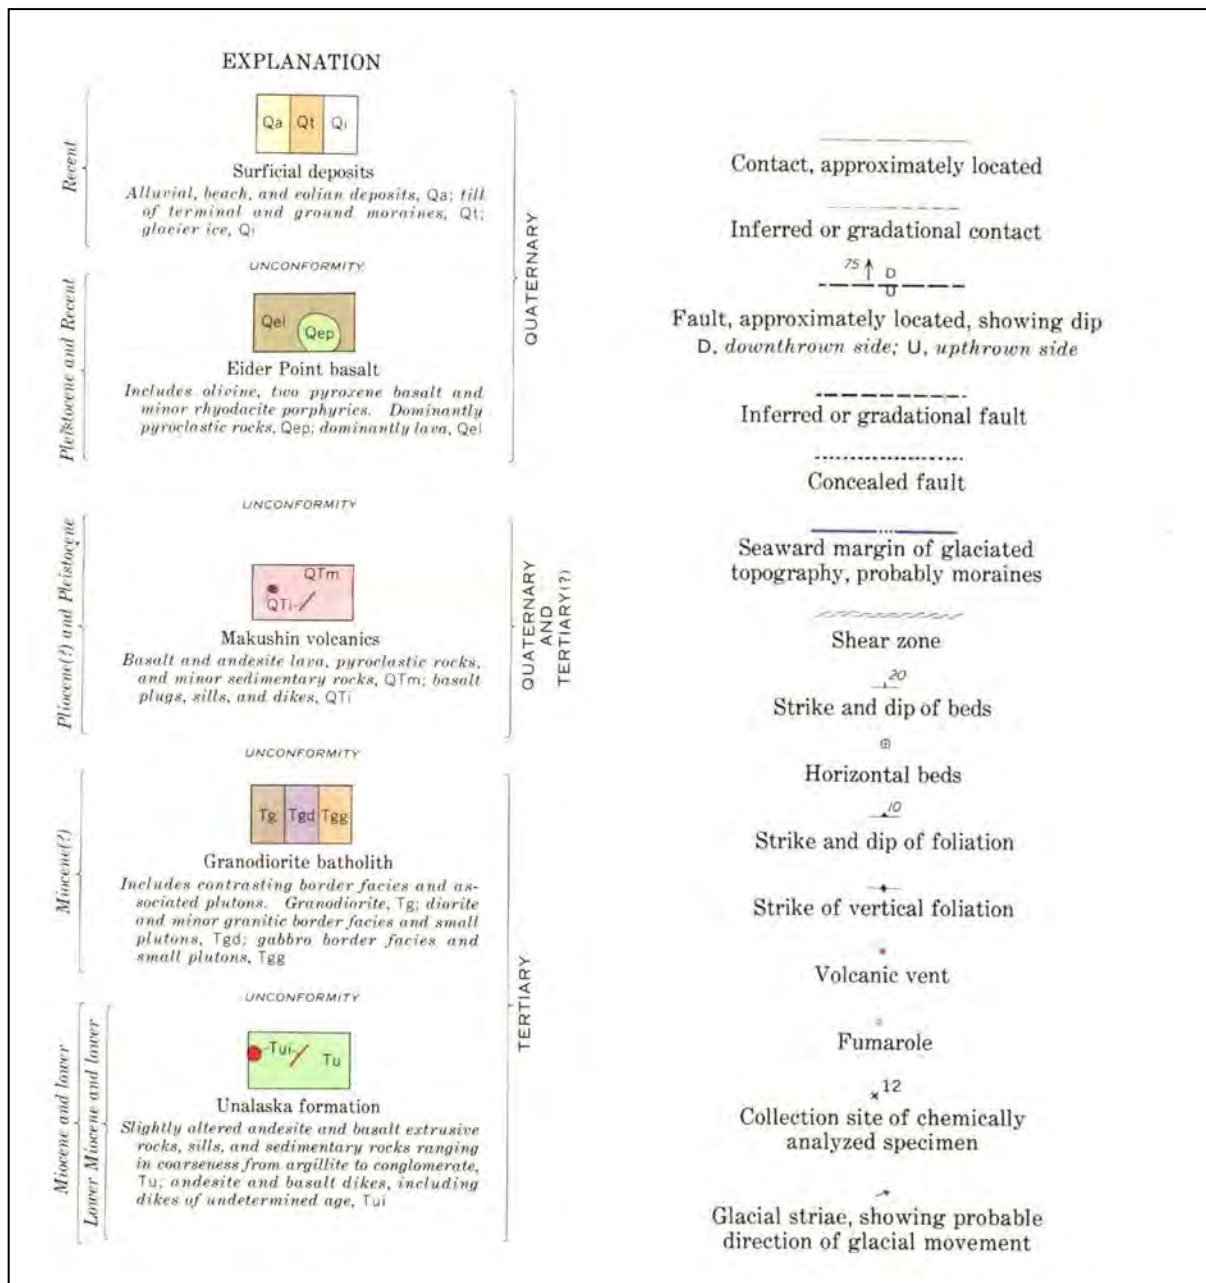 EXPLANATION
Qa Qt Qi
Surficial deposits
Alluvial, beach, and eolian deposits, Qa; till
of terminal and ground moraines, Qt;
glacier ice, Qi
Recent
UNCONFORMITY
Qel Qep
Eider Point basalt
Includes olivine, two pyroxene basalt and
minor rhyodacite porphyries. Dominantly
pyroclastic rocks, Qep; dominantly lava, Qel
Pleistocene and Recent
QUATERNARY
UNCONFORMITY
QTm
QTi
Makushin volcanics
Basalt and andesite lava, pyroclastic rocks,
and minor sedimentary rocks, QTm; basalt
plugs, sills, and dikes, QTi
Pliocene(?) and Pleistocene
QUATERNARY
AND
TERTIARY(?)
UNCONFORMITY
Tg Tgd Tgg
Granodiorite batholith
Includes contrasting border facies and as-
sociated plutons. Granodiorite, Tg; diorite
and minor granitic border facies and small
plutons, Tgd; gabbro border facies and
small plutons, Tgg
Miocene(?)
UNCONFORMITY
Tui Tu
Unalaska formation
Slightly altered andesite and basalt extrusive
rocks, sills, and sedimentary rocks ranging
in coarseness from argillite to conglomerate,
Tu; andesite and basalt dikes, including
dikes of undetermined age, Tui
Miocene and lower
Lower Miocene and lower
TERTIARY
Contact, approximately located
Inferred or gradational contact
75 D
U
Fault, approximately located, showing dip
D, downthrown side; U, upthrown side
Inferred or gradational fault
Concealed fault
Seaward margin of glaciated
topography, probably moraines
Shear zone
20
Strike and dip of beds
Horizontal beds
10
Strike and dip of foliation
Strike of vertical foliation
Volcanic vent
Fumarole
12
Collection site of chemically
analyzed specimen
Glacial striae, showing probable
direction of glacial movement